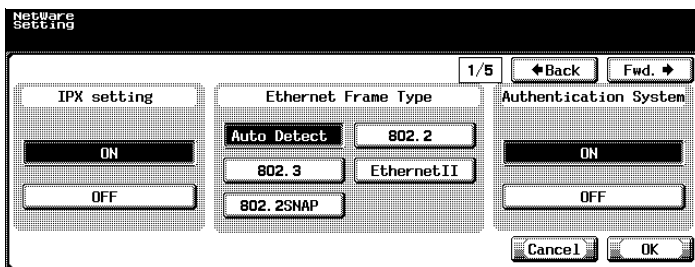 NetWare
Setting
1/5 ←Back Fwd. →
IPX setting
ON
OFF
Ethernet Frame Type
Auto Detect 802.2
802.3 EthernetII
802.2SNAP
Authentication System
ON
OFF
Cancel OK